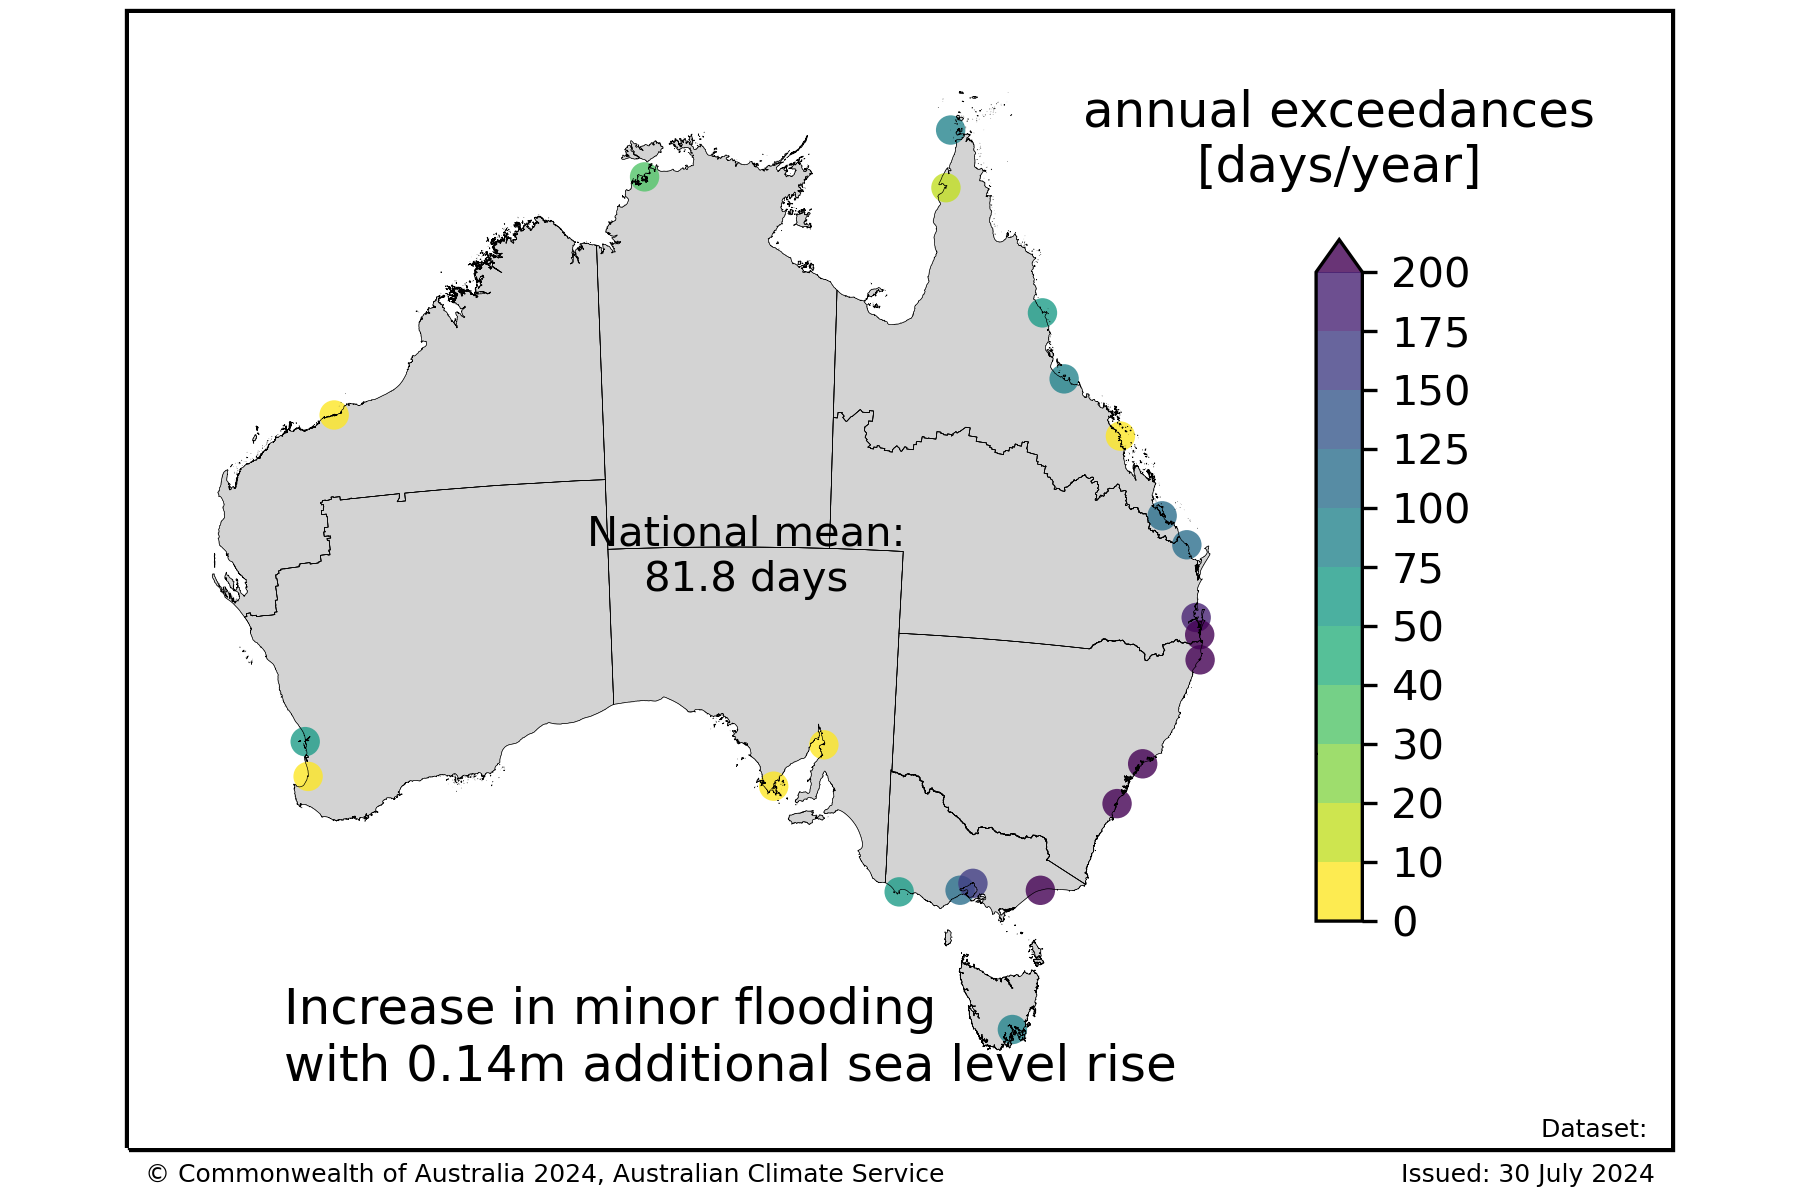 annual exceedances
[days/year]
200
175
150
125
100
75
50
40
30
20
10
0
National mean:
81.8 days
Increase in minor flooding
with 0.14m additional sea level rise
Dataset:
© Commonwealth of Australia 2024, Australian Climate Service
Issued: 30 July 2024